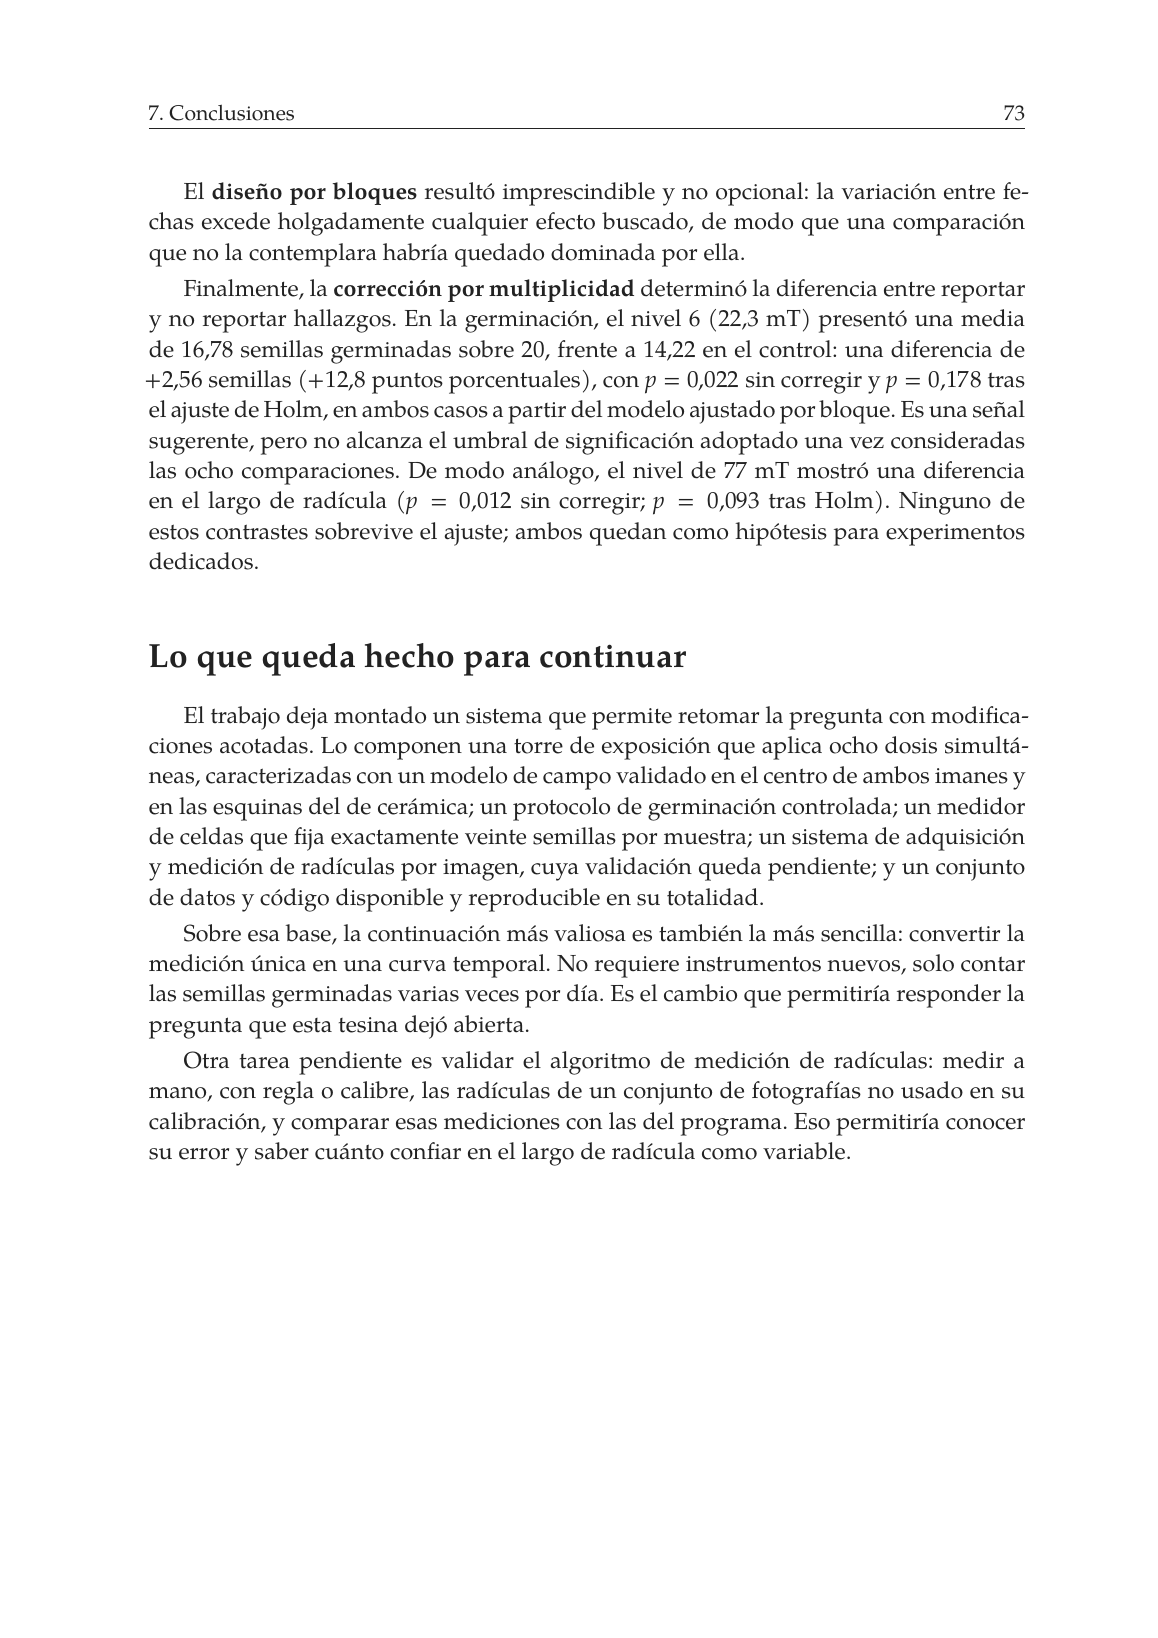 7. Conclusiones 73
El diseño por bloques resultó imprescindible y no opcional: la variación entre fe-
chas excede holgadamente cualquier efecto buscado, de modo que una comparación
que no la contemplara habría quedado dominada por ella.
Finalmente, la corrección por multiplicidad determinó la diferencia entre reportar
y no reportar hallazgos. En la germinación, el nivel 6 (22,3 mT) presentó una media
de 16,78 semillas germinadas sobre 20, frente a 14,22 en el control: una diferencia de
+2,56 semillas (+12,8 puntos porcentuales), con p = 0,022 sin corregir y p = 0,178 tras
el ajuste de Holm, en ambos casos a partir del modelo ajustado por bloque. Es una señal
sugerente, pero no alcanza el umbral de significación adoptado una vez consideradas
las ocho comparaciones. De modo análogo, el nivel de 77 mT mostró una diferencia
en el largo de radícula (p = 0,012 sin corregir; p = 0,093 tras Holm). Ninguno de
estos contrastes sobrevive el ajuste; ambos quedan como hipótesis para experimentos
dedicados.
Lo que queda hecho para continuar
El trabajo deja montado un sistema que permite retomar la pregunta con modifica-
ciones acotadas. Lo componen una torre de exposición que aplica ocho dosis simultá-
neas, caracterizadas con un modelo de campo validado en el centro de ambos imanes y
en las esquinas del de cerámica; un protocolo de germinación controlada; un medidor
de celdas que fija exactamente veinte semillas por muestra; un sistema de adquisición
y medición de radículas por imagen, cuya validación queda pendiente; y un conjunto
de datos y código disponible y reproducible en su totalidad.
Sobre esa base, la continuación más valiosa es también la más sencilla: convertir la
medición única en una curva temporal. No requiere instrumentos nuevos, solo contar
las semillas germinadas varias veces por día. Es el cambio que permitiría responder la
pregunta que esta tesina dejó abierta.
Otra tarea pendiente es validar el algoritmo de medición de radículas: medir a
mano, con regla o calibre, las radículas de un conjunto de fotografías no usado en su
calibración, y comparar esas mediciones con las del programa. Eso permitiría conocer
su error y saber cuánto confiar en el largo de radícula como variable.